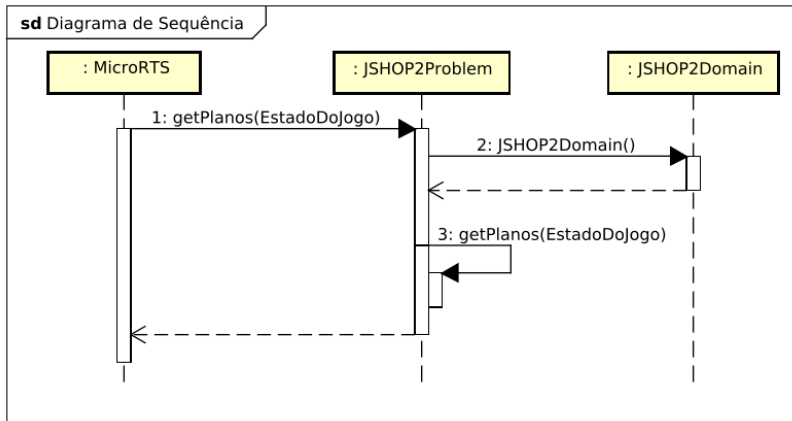 sd Diagrama de Sequência
: MicroRTS
: JSHOP2Problem
: JSHOP2Domain
1: getPlanos(EstadoDoJogo)
2: JSHOP2Domain()
3: getPlanos(EstadoDoJogo)